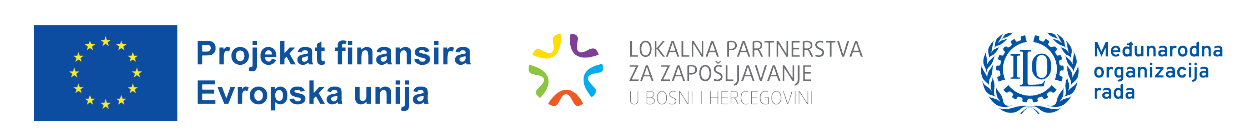 Projekat finansira
Evropska unija
LOKALNA PARTNERSTVA
ZA ZAPOŠLJAVANJE
U BOSNI I HERCEGOVINI
ILO
Međunarodna
organizacija
rada